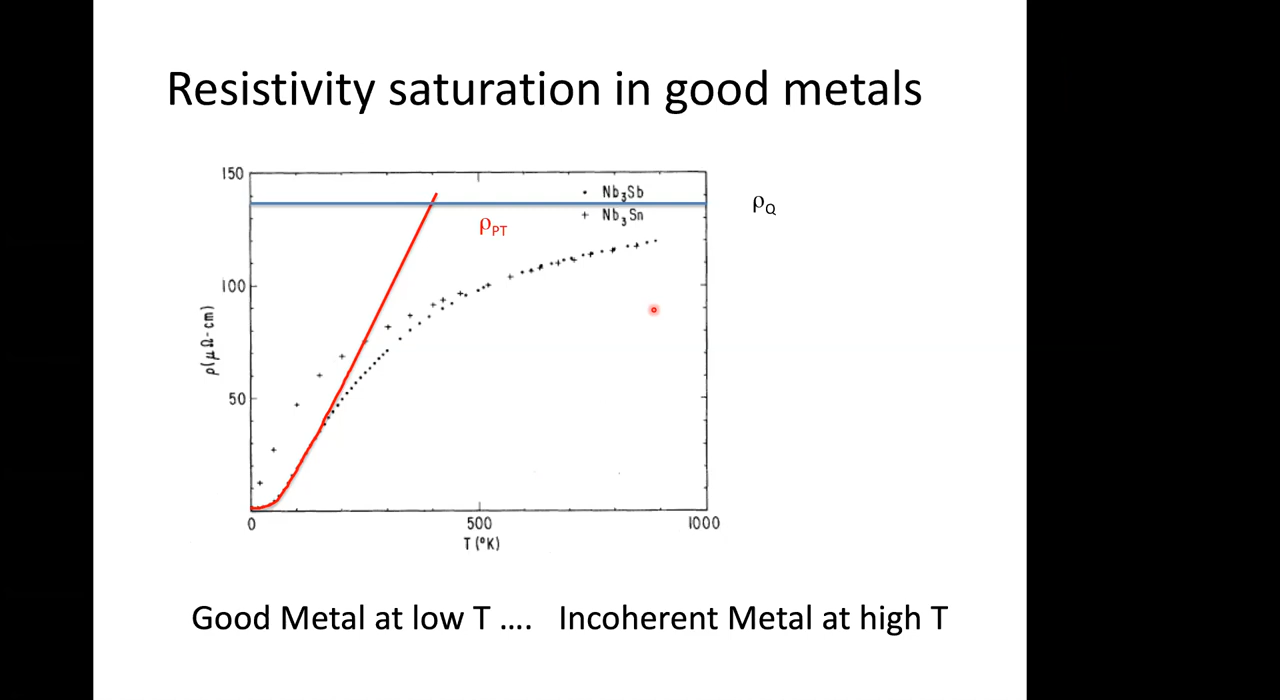 Resistivity saturation in good metals
150
100
50
ρ(μΩ-cm)
• Nb₃Sb
+ Nb₃Sn
ρPT
ρQ
0 500 1000
T (°K)
Good Metal at low T .... Incoherent Metal at high T